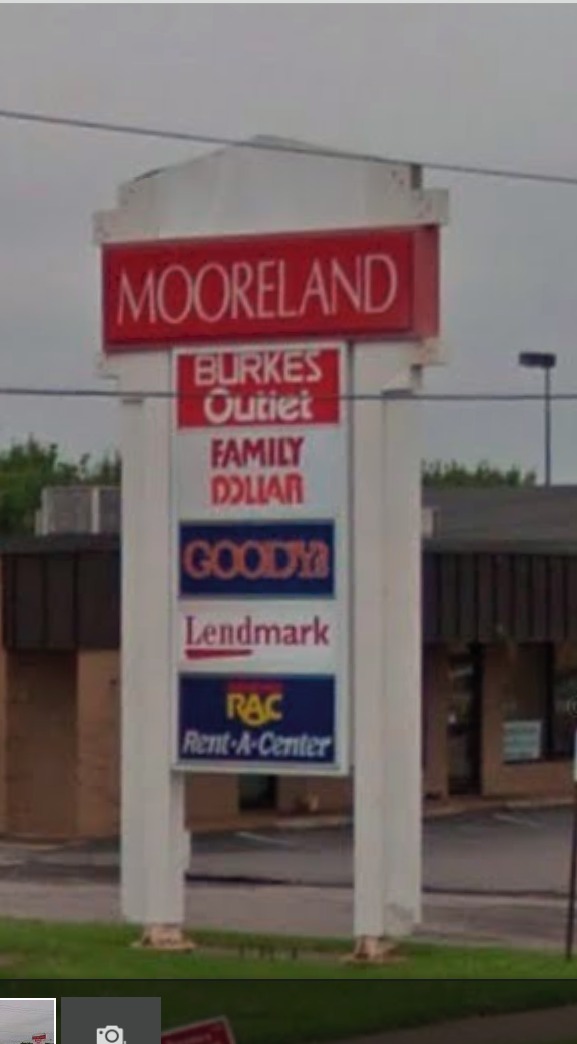 MOORELAND
BURKES
Outlet
FAMILY
DOLLAR
GOODY'S
Lendmark
RAC
Rent-A-Center